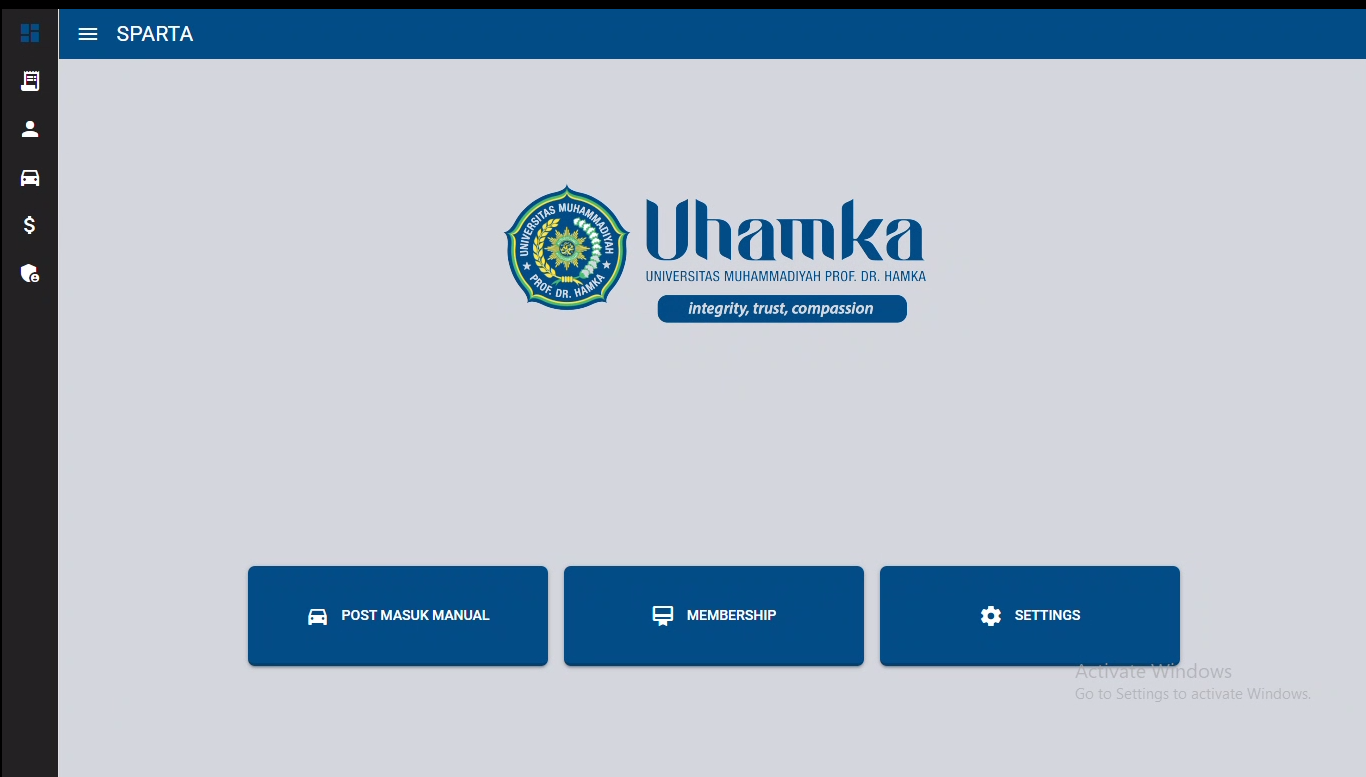 SPARTA
UNIVERSITAS MUHAMMADIYAH
PROF. DR. HAMKA
Uhamka
UNIVERSITAS MUHAMMADIYAH PROF. DR. HAMKA
integrity, trust, compassion
POST MASUK MANUAL
MEMBERSHIP
SETTINGS
Activate Windows
Go to Settings to activate Windows.